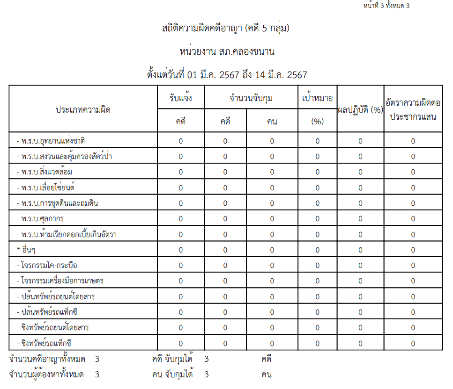 หน้าที่ 3 ทั้งหมด 3
สถิติความผิดคดีอาญา (คดี 5 กลุ่ม)
หน่วยงาน สภ.คลองขนาน
ตั้งแต่วันที่ 01 มี.ค. 2567 ถึง 14 มี.ค. 2567
ประเภทความผิด รับแจ้ง จำนวนจับกุม เป้าหมาย ผลปฏิบัติ (%) อัตราความผิดต่อ
คดี คดี คน (%) ประชากรแสน
- พ.ร.บ.อุทยานแห่งชาติ 0 0 0 0 0 0
- พ.ร.บ.สงวนและคุ้มครองสัตว์ป่า 0 0 0 0 0 0
- พ.ร.บ.สิ่งแวดล้อม 0 0 0 0 0 0
- พ.ร.บ.เลื่อยโซ่ยนต์ 0 0 0 0 0 0
- พ.ร.บ.การขุดดินและถมดิน 0 0 0 0 0 0
- พ.ร.บ.ศุลกากร 0 0 0 0 0 0
- พ.ร.บ.ห้ามเรียกดอกเบี้ยเกินอัตรา 0 0 0 0 0 0
* อื่นๆ 0 0 0 0 0 0
- โจรกรรมโค-กระบือ 0 0 0 0 0 0
- โจรกรรมเครื่องมือการเกษตร 0 0 0 0 0 0
- ปล้นทรัพย์รถยนต์โดยสาร 0 0 0 0 0 0
- ปล้นทรัพย์รถแท็กซี่ 0 0 0 0 0 0
- ชิงทรัพย์รถยนต์โดยสาร 0 0 0 0 0 0
- ชิงทรัพย์รถแท็กซี่ 0 0 0 0 0 0
จำนวนคดีอาญาทั้งหมด 3 คดี จับกุมได้ 3 คดี
จำนวนผู้ต้องหาทั้งหมด 3 คน จับกุมได้ 3 คน